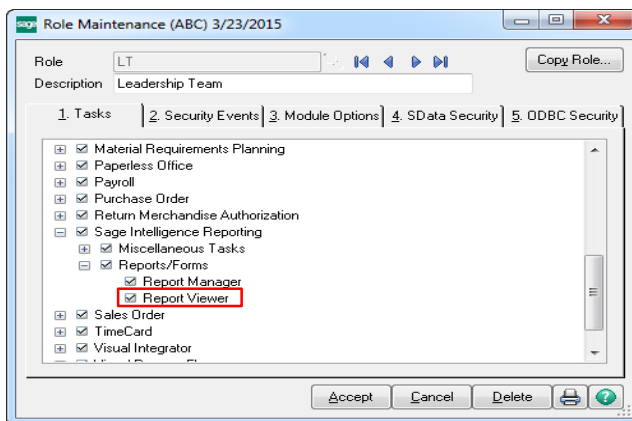 sage Role Maintenance (ABC) 3/23/2015
Role LT Copy Role...
Description Leadership Team
1. Tasks 2. Security Events 3. Module Options 4. SData Security 5. ODBC Security
Material Requirements Planning
Paperless Office
Payroll
Purchase Order
Return Merchandise Authorization
Sage Intelligence Reporting
Miscellaneous Tasks
Reports/Forms
Report Manager
Report Viewer
Sales Order
TimeCard
Visual Integrator
Accept Cancel Delete